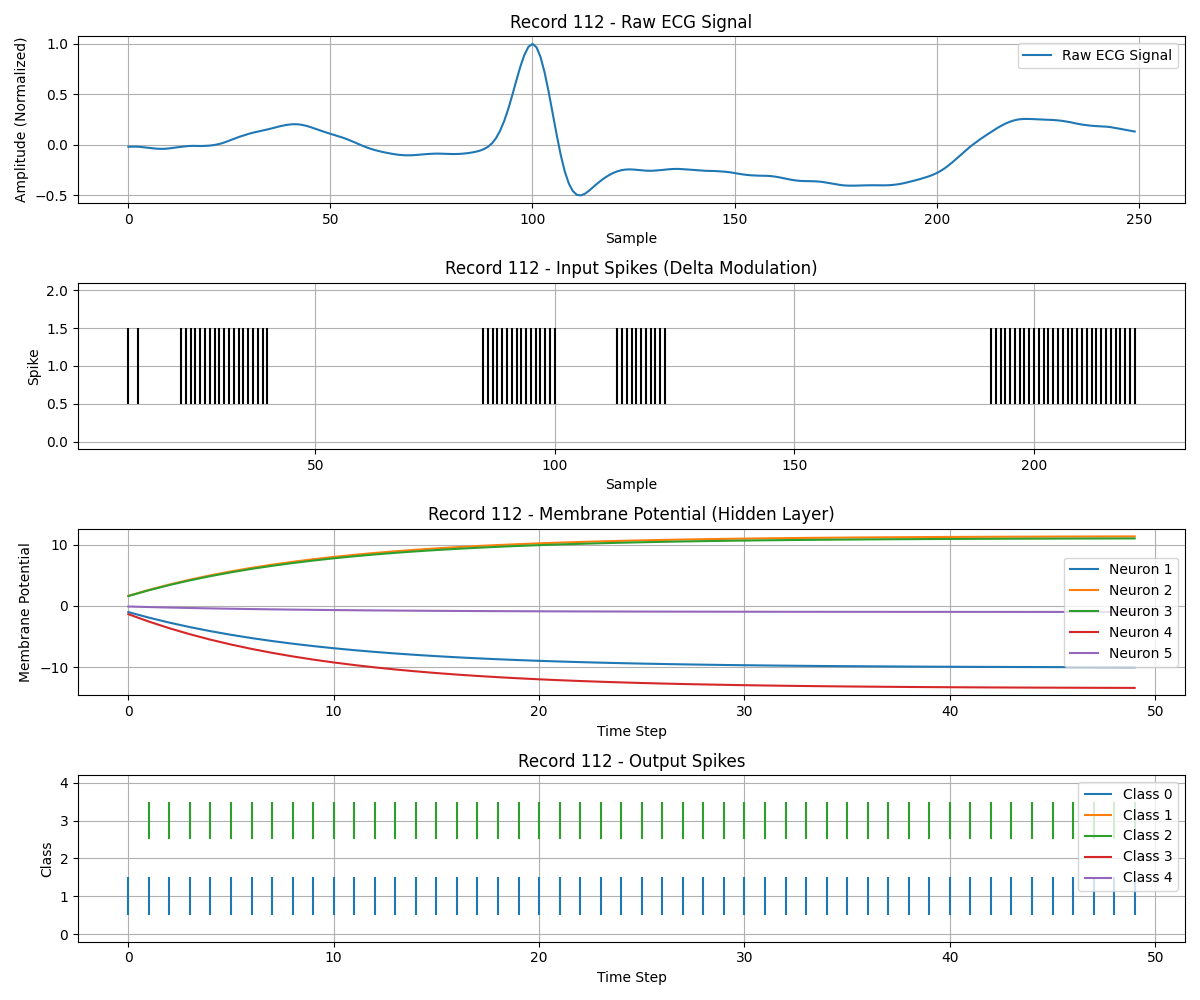 Record 112 - Raw ECG Signal
Amplitude (Normalized)
1.0
0.5
0.0
−0.5
Raw ECG Signal
0 50 100 150 200 250
Sample
Record 112 - Input Spikes (Delta Modulation)
Spike
2.0
1.5
1.0
0.5
0.0
50 100 150 200
Sample
Record 112 - Membrane Potential (Hidden Layer)
Membrane Potential
10
0
−10
Neuron 1
Neuron 2
Neuron 3
Neuron 4
Neuron 5
0 10 20 30 40 50
Time Step
Record 112 - Output Spikes
Class
4
3
2
1
0
Class 0
Class 1
Class 2
Class 3
Class 4
0 10 20 30 40 50
Time Step